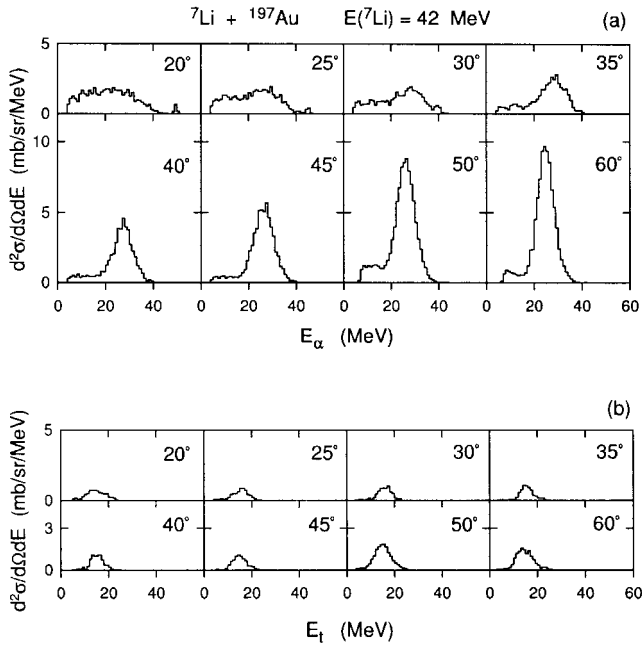 ⁷Li + ¹⁹⁷Au E(⁷Li) = 42 MeV (a)
d²σ/dΩdE (mb/sr/MeV)
5 20° 25° 30° 35°
0
10 40° 45° 50° 60°
5
0
0 20 40 0 20 40 0 20 40 0 20 40 60
E_α (MeV)
(b)
d²σ/dΩdE (mb/sr/MeV)
5 20° 25° 30° 35°
0
3 40° 45° 50° 60°
0
0 20 40 0 20 40 0 20 40 0 20 40 60
E_t (MeV)